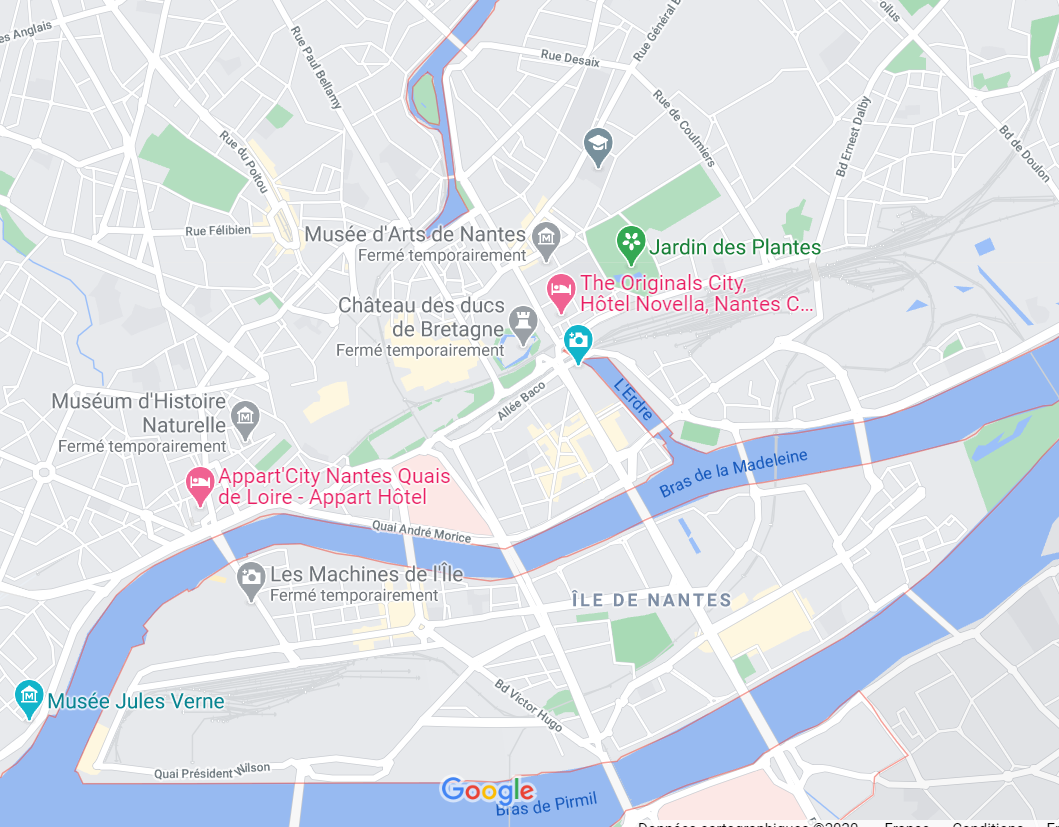 es Anglais
Rue Paul Bellamy
Rue Desaix
Rue Général B
oilus
Rue de Coulmiers
Bd Ernest Dalby
Bd de Doulon
Rue du Poitou
Rue Félibien
Musée d'Arts de Nantes
Fermé temporairement
Jardin des Plantes
The Originals City,
Hôtel Novella, Nantes C...
Château des ducs
de Bretagne
Fermé temporairement
L'Erdre
Allée Baco
Muséum d'Histoire
Naturelle
Fermé temporairement
Bras de la Madeleine
Appart'City Nantes Quais
de Loire - Appart Hôtel
Quai André Morice
Les Machines de l'Île
Fermé temporairement
ÎLE DE NANTES
Musée Jules Verne
Bd Victor Hugo
Quai Président Wilson
Google
Bras de Pirmil
Données cartographiques ©2020 France Conditions